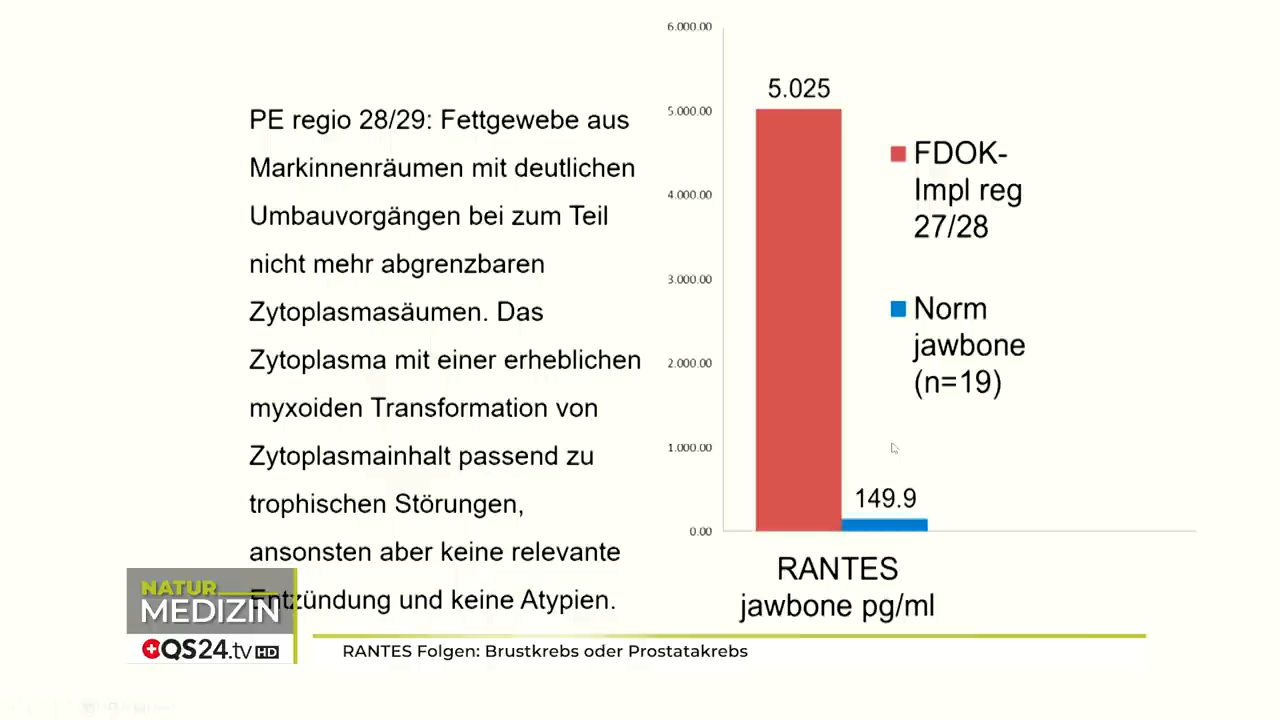 PE regio 28/29: Fettgewebe aus
Markinnenräumen mit deutlichen
Umbauvorgängen bei zum Teil
nicht mehr abgrenzbaren
Zytoplasmasäumen. Das
Zytoplasma mit einer erheblichen
myxoiden Transformation von
Zytoplasmainhalt passend zu
trophischen Störungen,
ansonsten aber keine relevante
Entzündung und keine Atypien.
6.000.00
5.000.00
4.000.00
3.000.00
2.000.00
1.000.00
0.00
5.025
149.9
RANTES
jawbone pg/ml
FDOK-
Impl reg
27/28
Norm
jawbone
(n=19)
NATUR
MEDIZIN
QS24.tv HD
RANTES Folgen: Brustkrebs oder Prostatakrebs